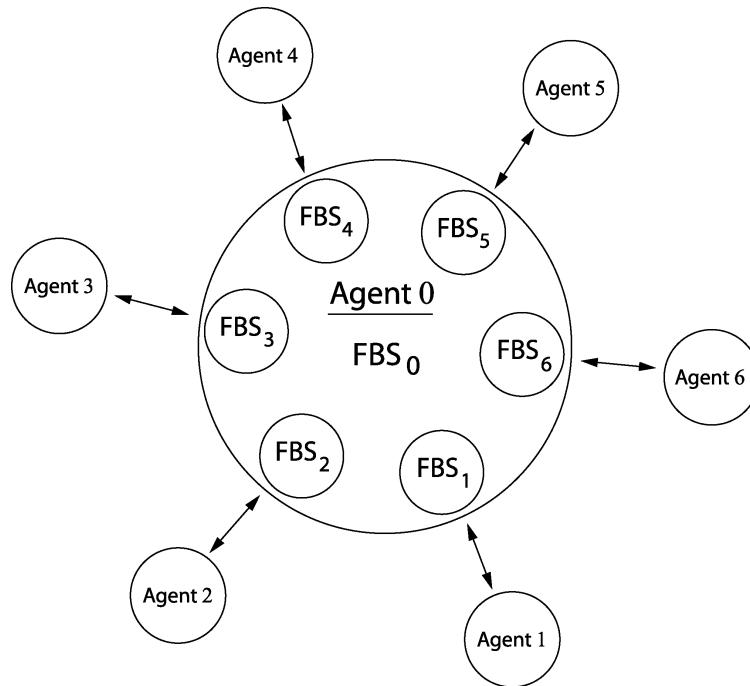 Agent 4
Agent 5
FBS₄
FBS₅
Agent 3
Agent 0
FBS₃
FBS₀
FBS₆
Agent 6
FBS₂
FBS₁
Agent 2
Agent 1